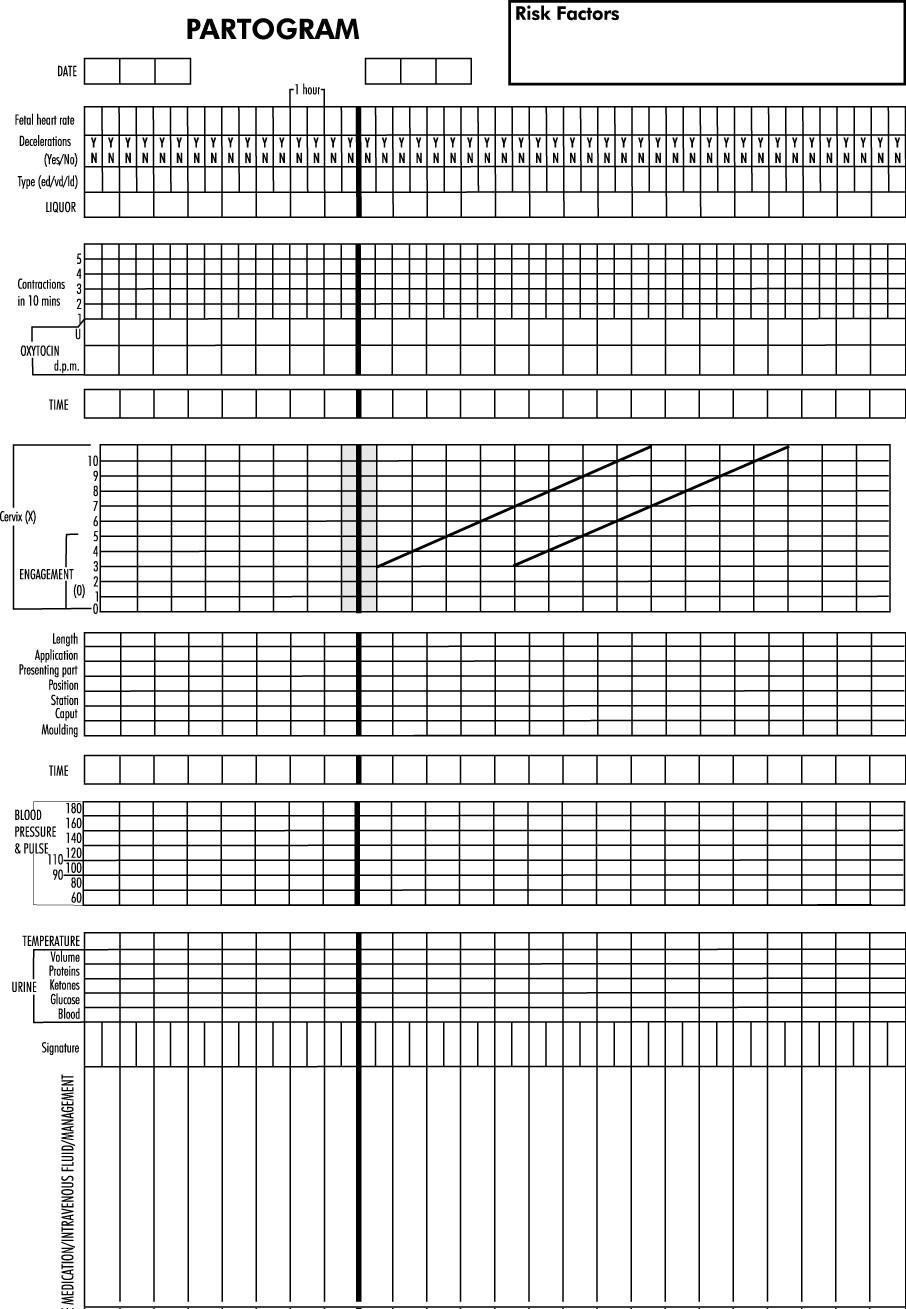 PARTOGRAM
Risk Factors
DATE
1 hour
Fetal heart rate
Decelerations Y Y Y Y Y Y Y Y Y Y Y Y Y Y Y Y Y Y Y Y Y Y Y Y Y Y Y Y Y Y Y Y Y Y Y Y Y Y Y Y Y Y Y Y Y Y Y Y
(Yes/No) N N N N N N N N N N N N N N N N N N N N N N N N N N N N N N N N N N N N N N N N N N N N N N N N
Type (ed/vd/ld)
LIQUOR
Contractions
in 10 mins
5
4
3
2
1
U
OXYTOCIN
d.p.m.
TIME
Cervix (X)
10
9
8
7
6
5
4
3
2
1
0
ENGAGEMENT
(0)
Length
Application
Presenting part
Position
Station
Caput
Moulding
TIME
BLOOD
PRESSURE
& PULSE
180
160
140
120
110
100
90
80
60
TEMPERATURE
URINE
Volume
Proteins
Ketones
Glucose
Blood
Signature
MEDICATION/INTRAVENOUS FLUID/MANAGEMENT